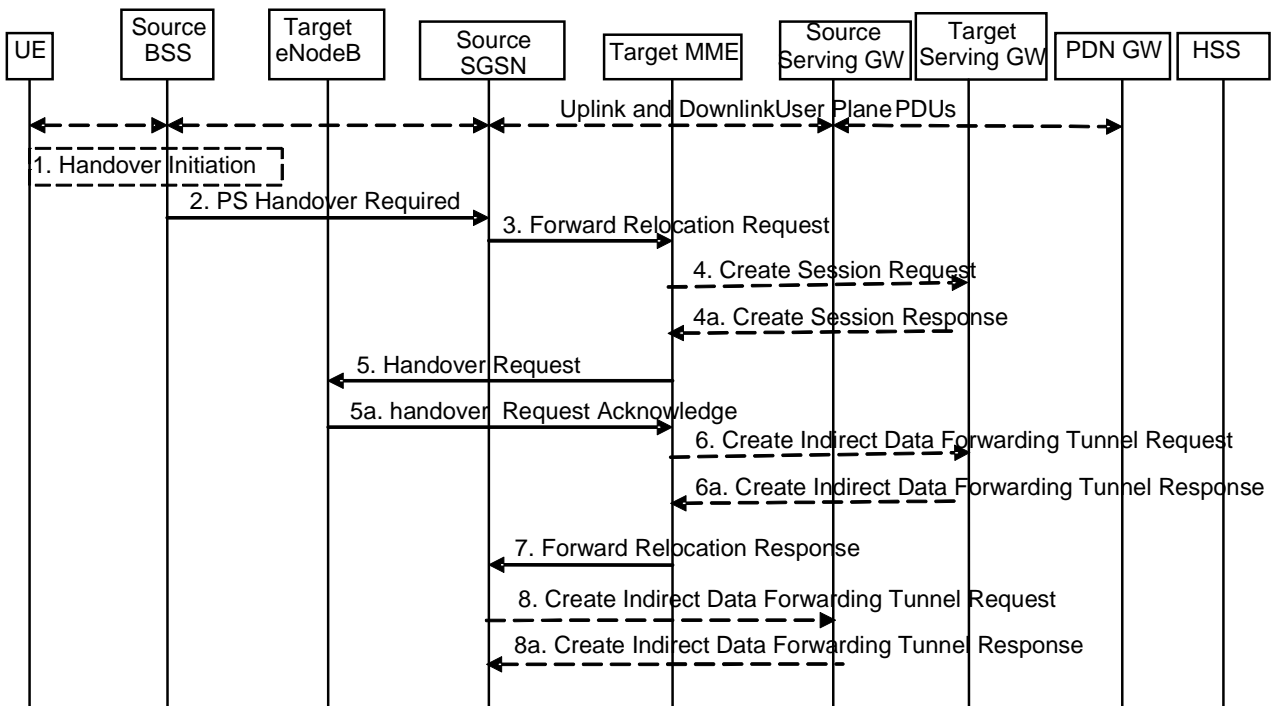 UE
Source
BSS
Target
eNodeB
Source
SGSN
Target MME
Source
Serving GW
Target
Serving GW
PDN GW
HSS
Uplink and DownlinkUser Plane PDUs
1. Handover Initiation
2. PS Handover Required
3. Forward Relocation Request
4. Create Session Request
4a. Create Session Response
5. Handover Request
5a. handover Request Acknowledge
6. Create Indirect Data Forwarding Tunnel Request
6a. Create Indirect Data Forwarding Tunnel Response
7. Forward Relocation Response
8. Create Indirect Data Forwarding Tunnel Request
8a. Create Indirect Data Forwarding Tunnel Response